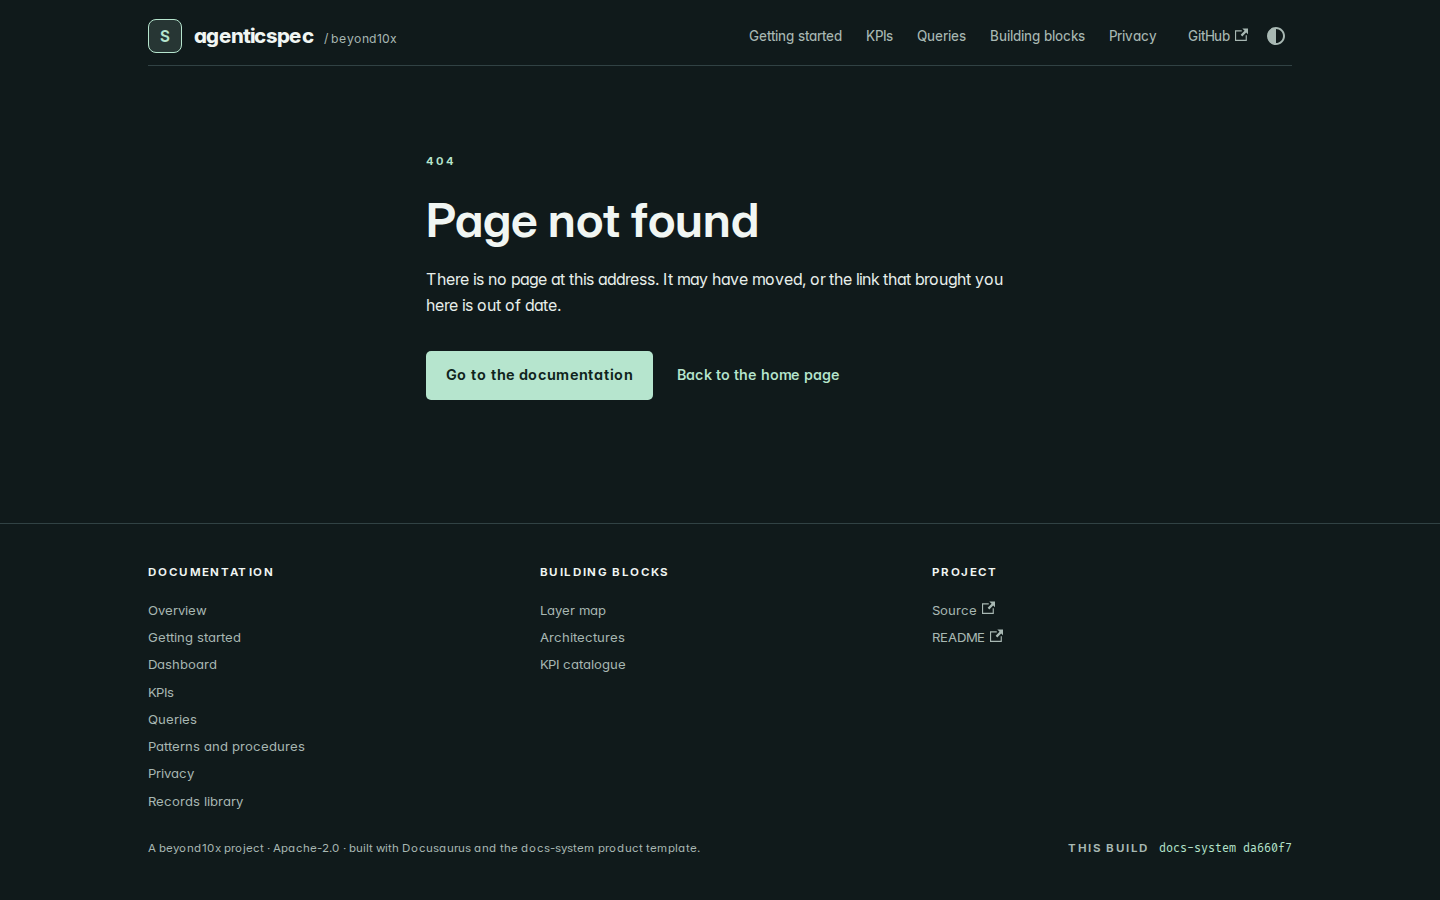 S agenticspec / beyond10x Getting started KPIs Queries Building blocks Privacy GitHub
404
Page not found
There is no page at this address. It may have moved, or the link that brought you
here is out of date.
Go to the documentation Back to the home page
DOCUMENTATION
Overview
Getting started
Dashboard
KPIs
Queries
Patterns and procedures
Privacy
Records library
BUILDING BLOCKS
Layer map
Architectures
KPI catalogue
PROJECT
Source
README
A beyond10x project · Apache-2.0 · built with Docusaurus and the docs-system product template.
THIS BUILD docs-system da660f7